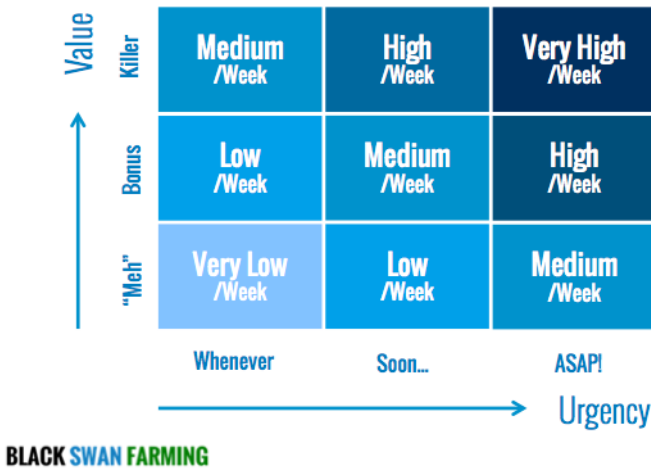 Value
Killer
Medium
/Week
High
/Week
Very High
/Week
Bonus
Low
/Week
Medium
/Week
High
/Week
“Meh”
Very Low
/Week
Low
/Week
Medium
/Week
Whenever
Soon...
ASAP!
Urgency
BLACK SWAN FARMING